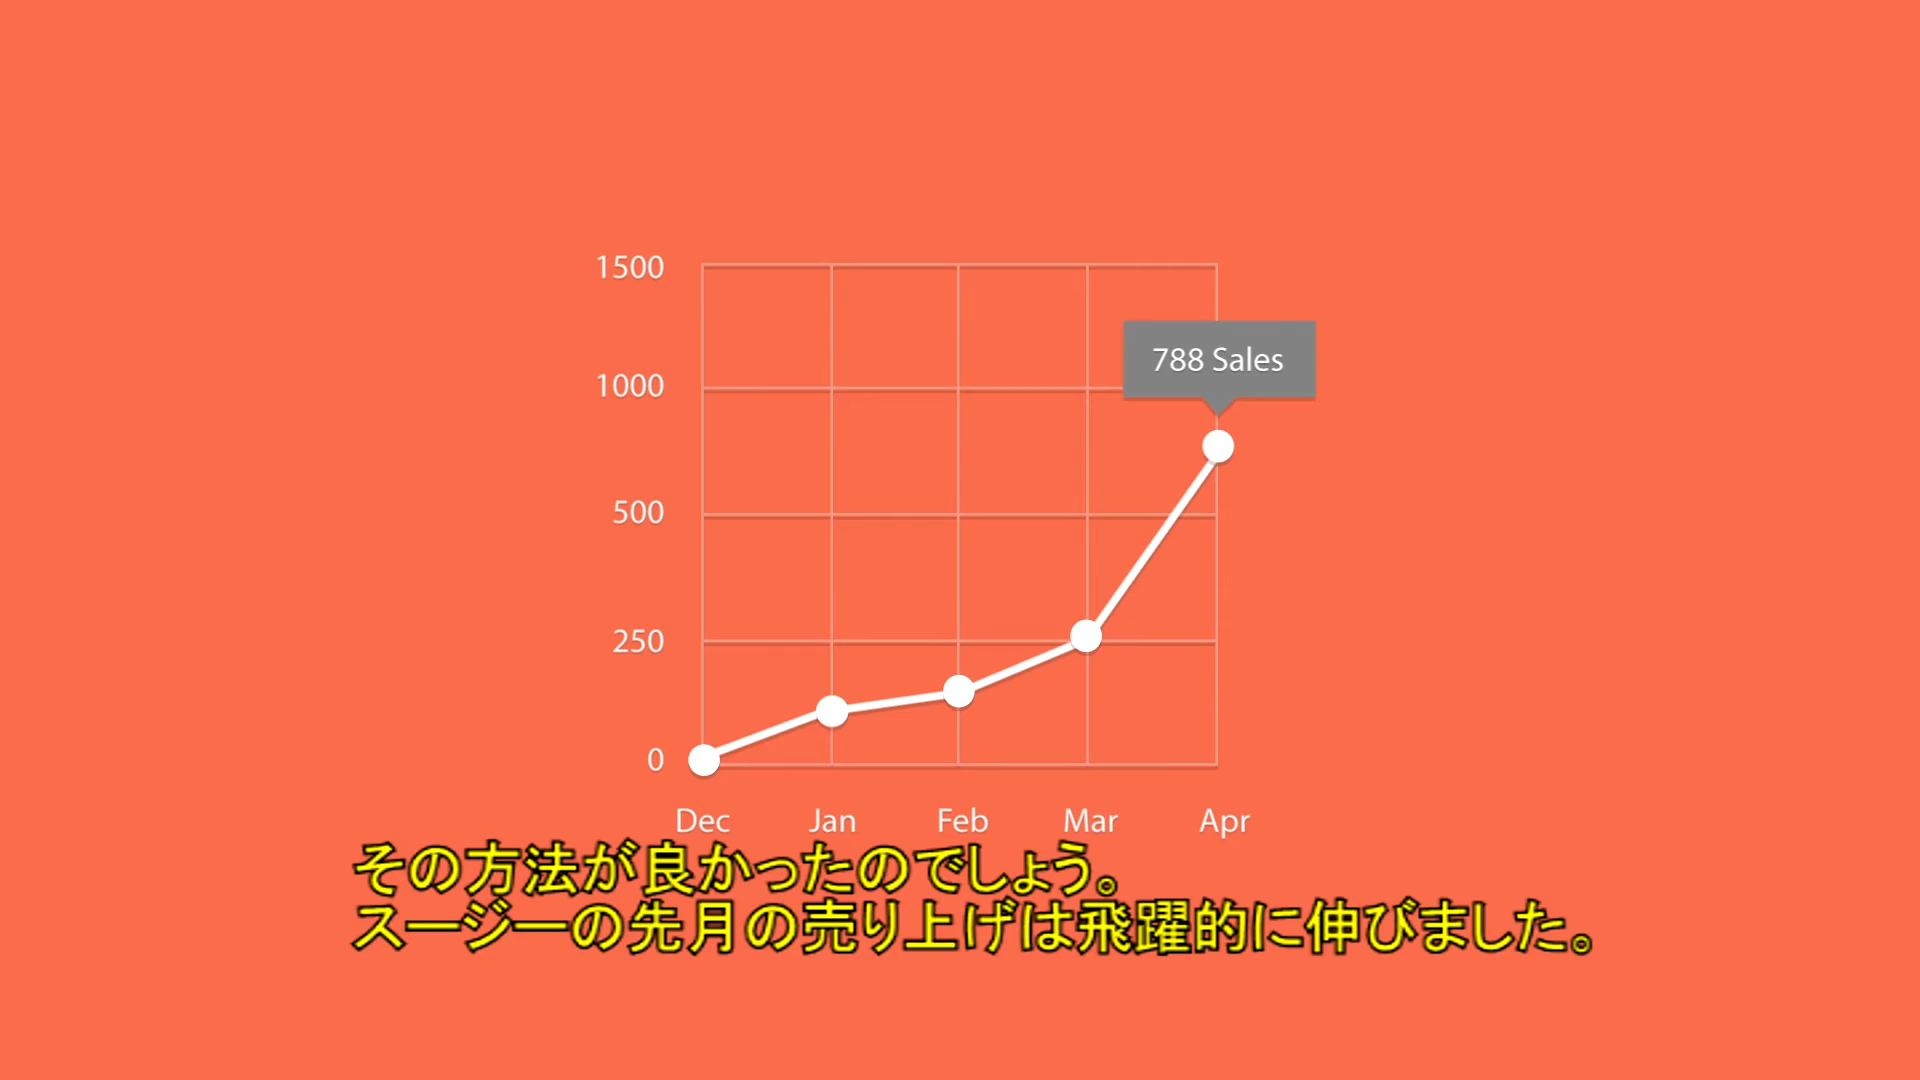 1500
1000
500
250
0
788 Sales
Dec Jan Feb Mar Apr
その方法が良かったのでしょう。
スージーの先月の売り上げは飛躍的に伸びました。